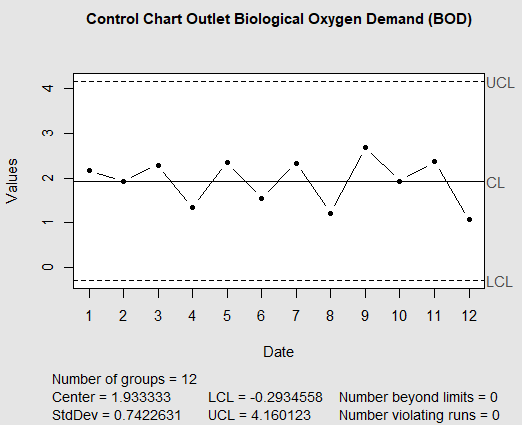 Control Chart Outlet Biological Oxygen Demand (BOD)
UCL
4
3
Values
2
CL
1
0
LCL
1 2 3 4 5 6 7 8 9 10 11 12
Date
Number of groups = 12
Center = 1.933333 LCL = -0.2934558 Number beyond limits = 0
StdDev = 0.7422631 UCL = 4.160123 Number violating runs = 0